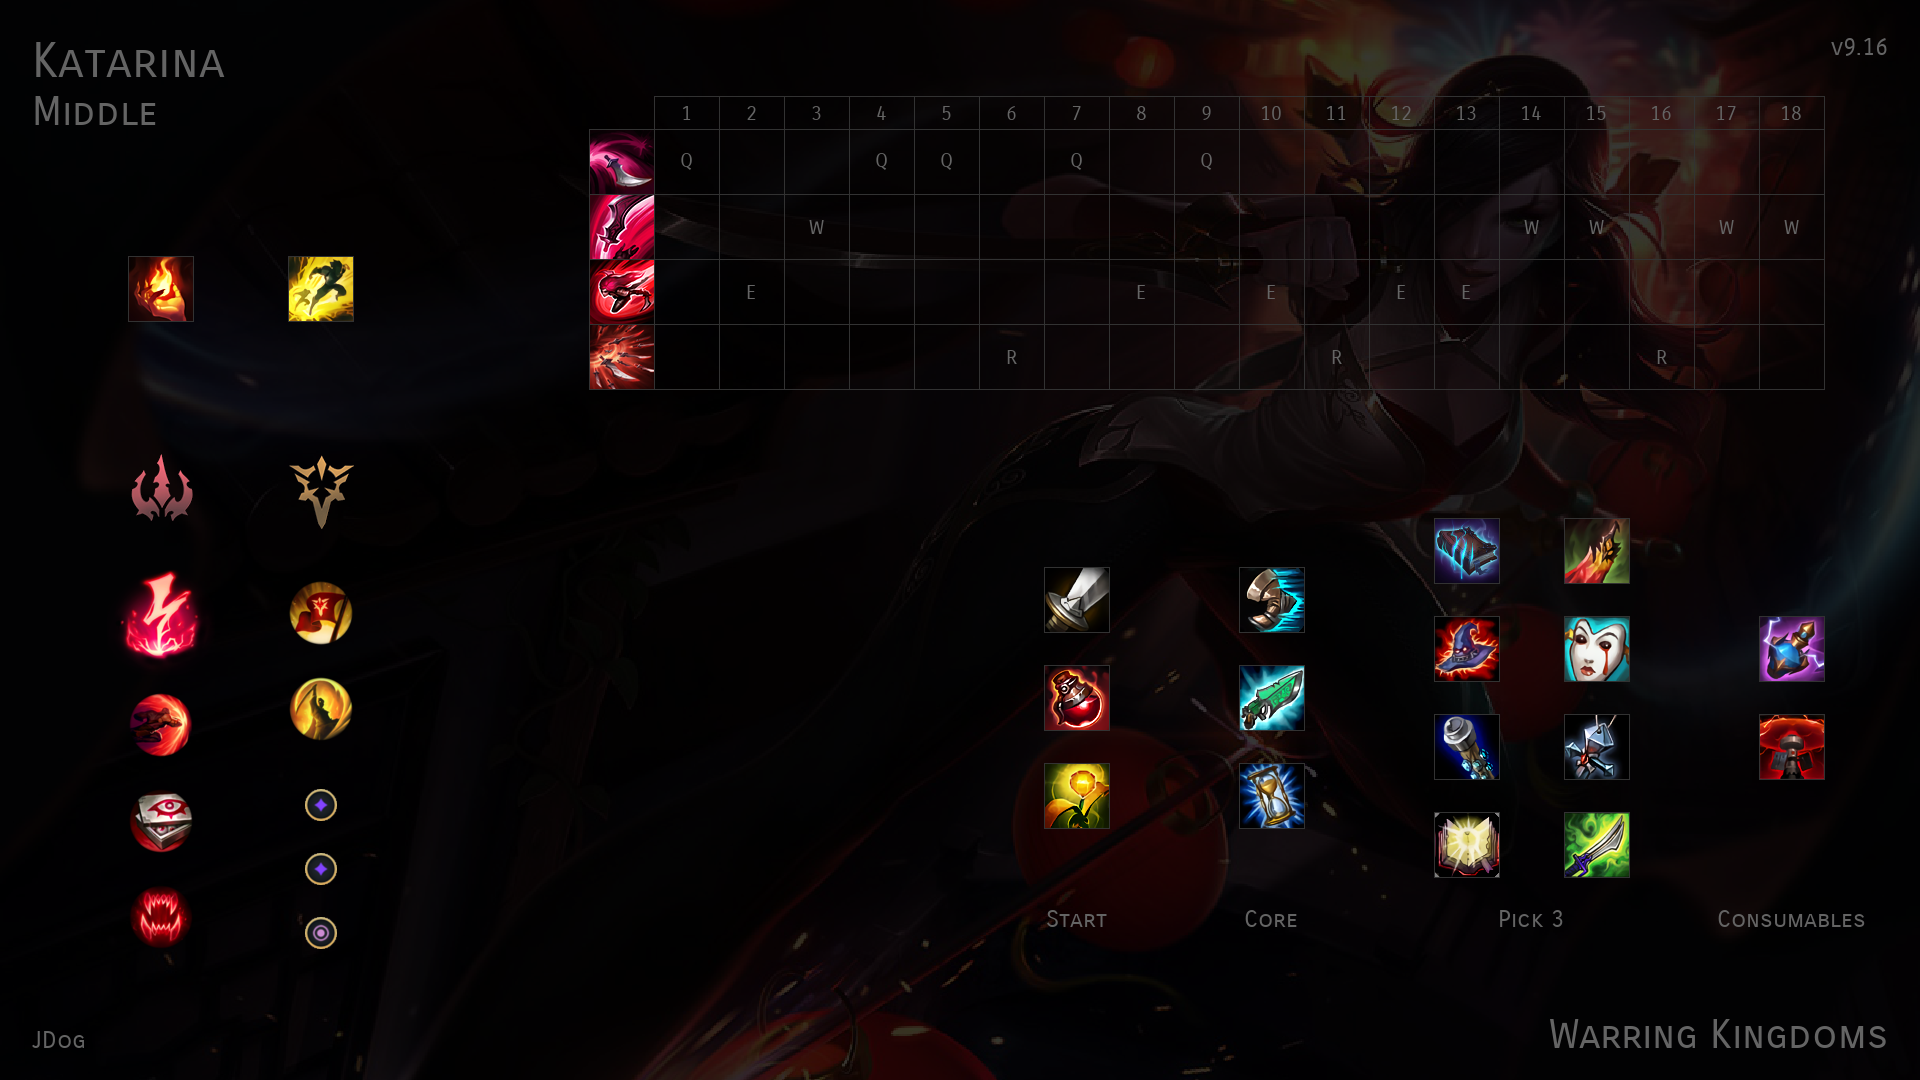 Katarina
Middle
v9.16
1 2 3 4 5 6 7 8 9 10 11 12 13 14 15 16 17 18
Q Q Q Q Q
W W W W W
E E E E E
R R R
Start Core Pick 3 Consumables
JDog
Warring Kingdoms